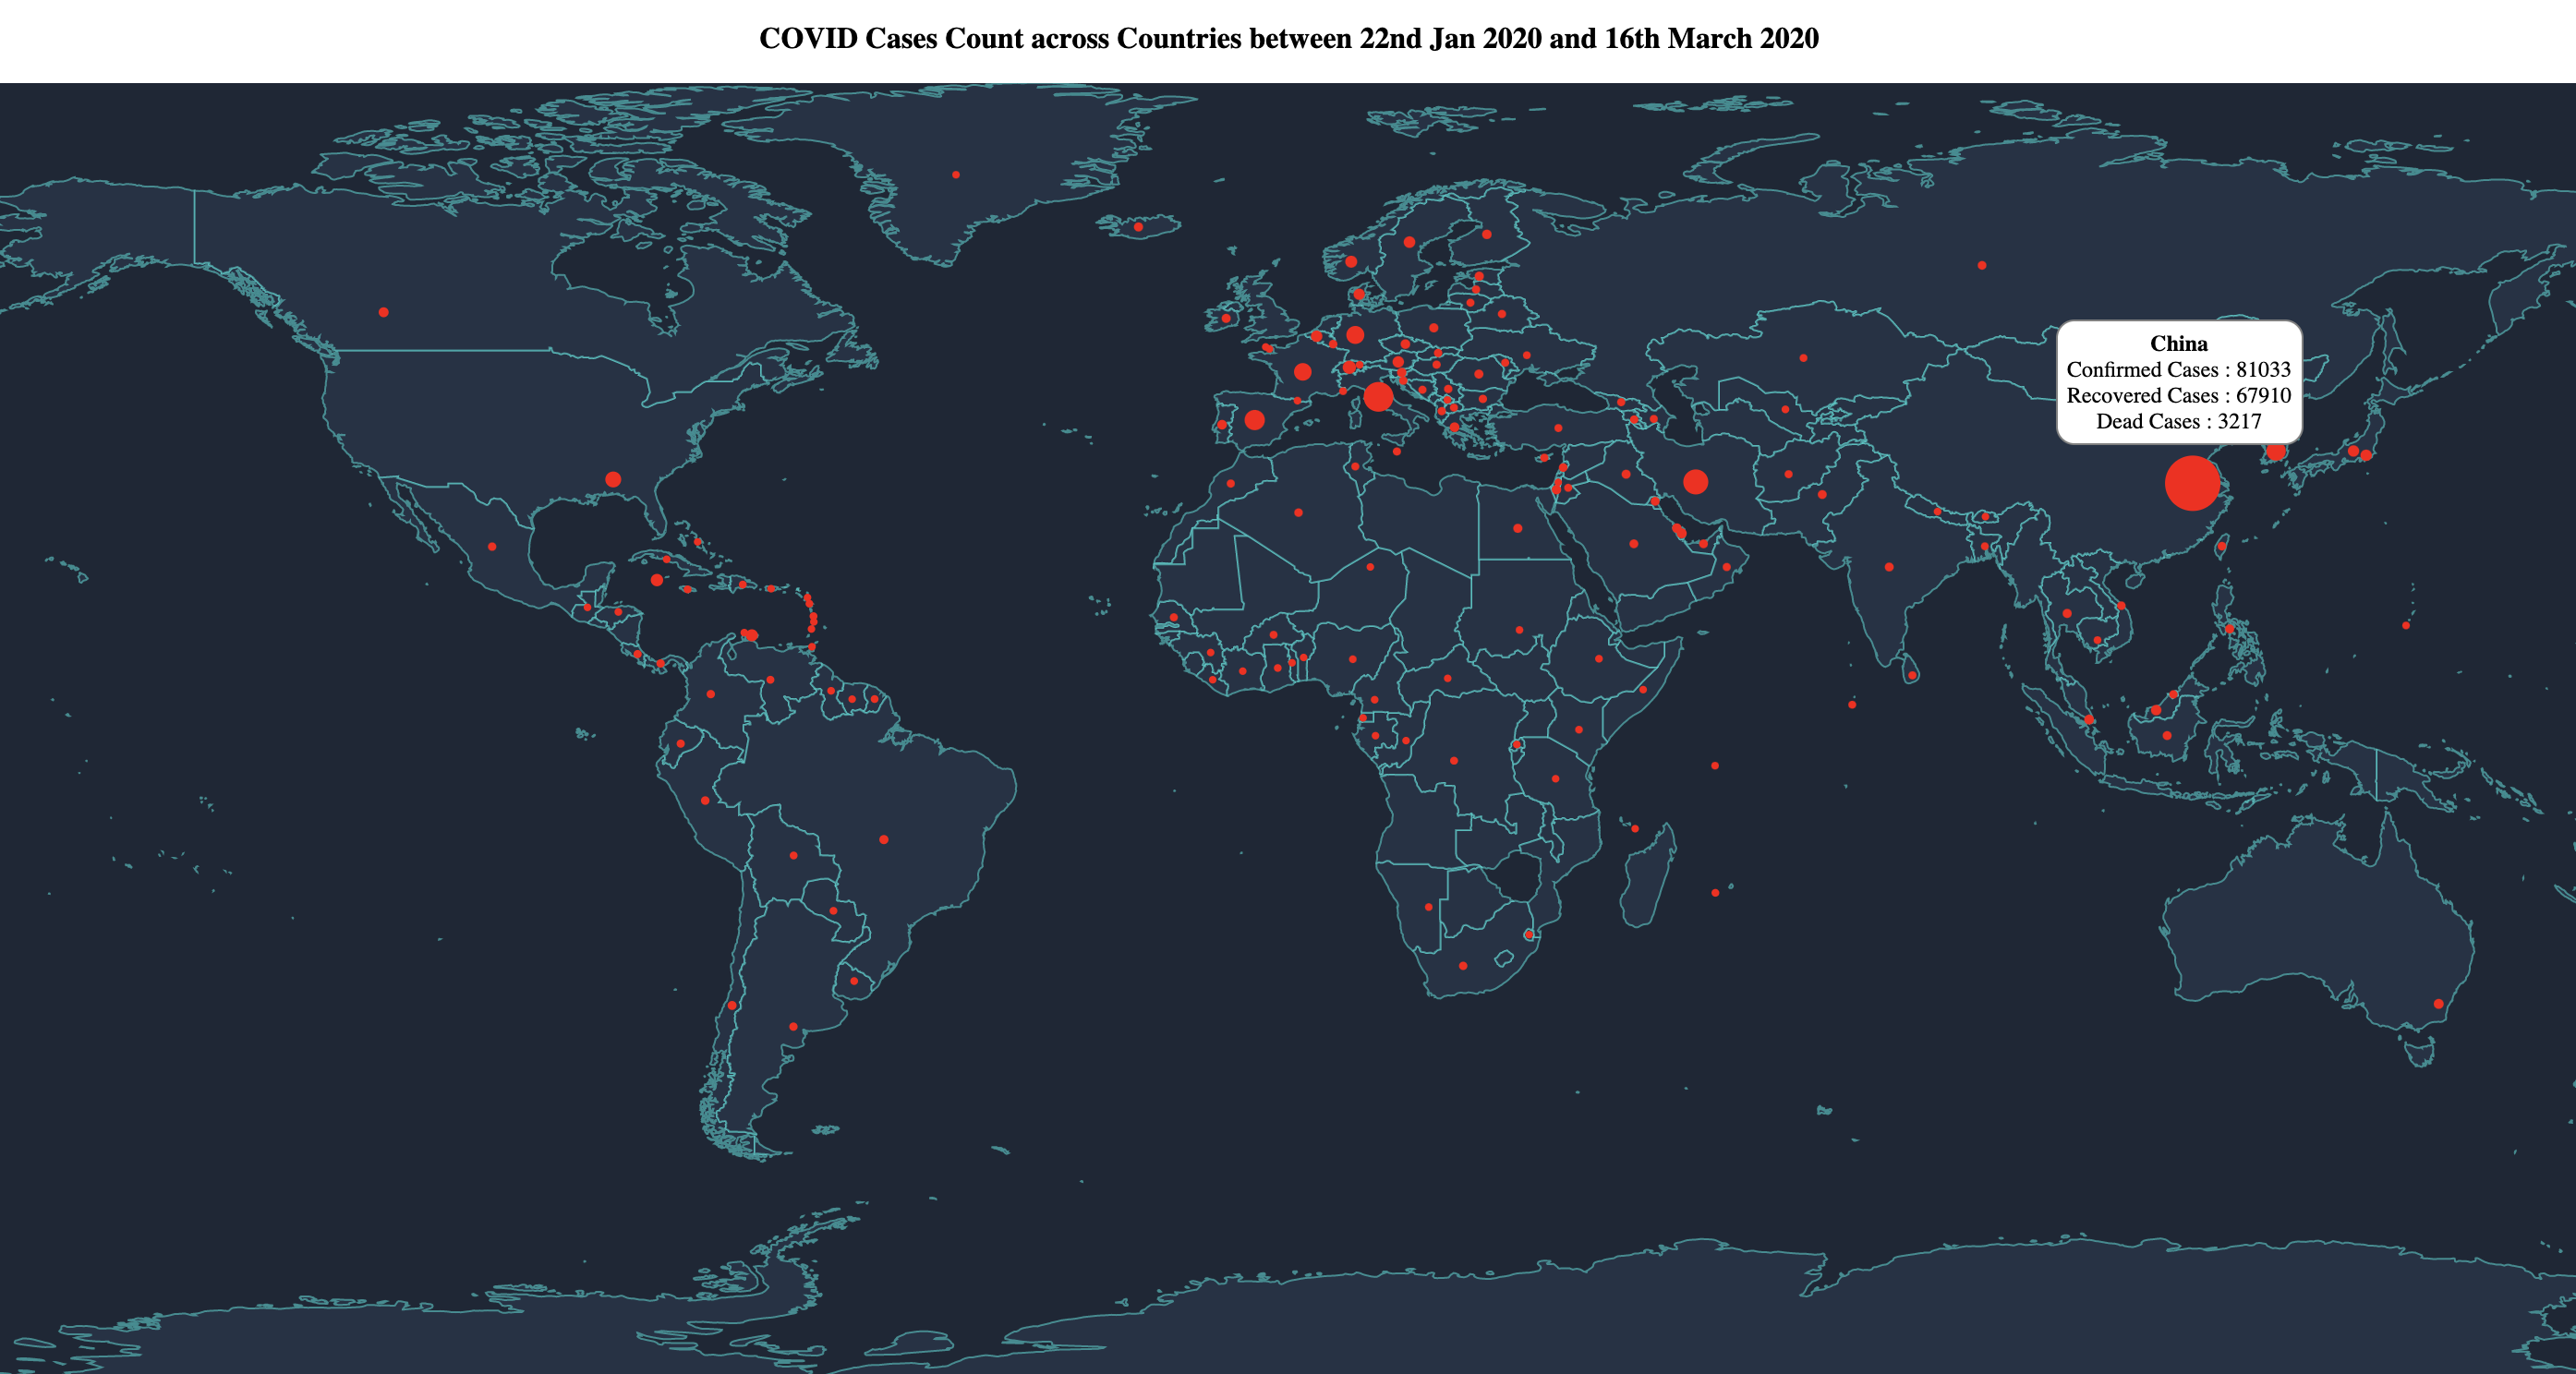 COVID Cases Count across Countries between 22nd Jan 2020 and 16th March 2020
China
Confirmed Cases : 81033
Recovered Cases : 67910
Dead Cases : 3217